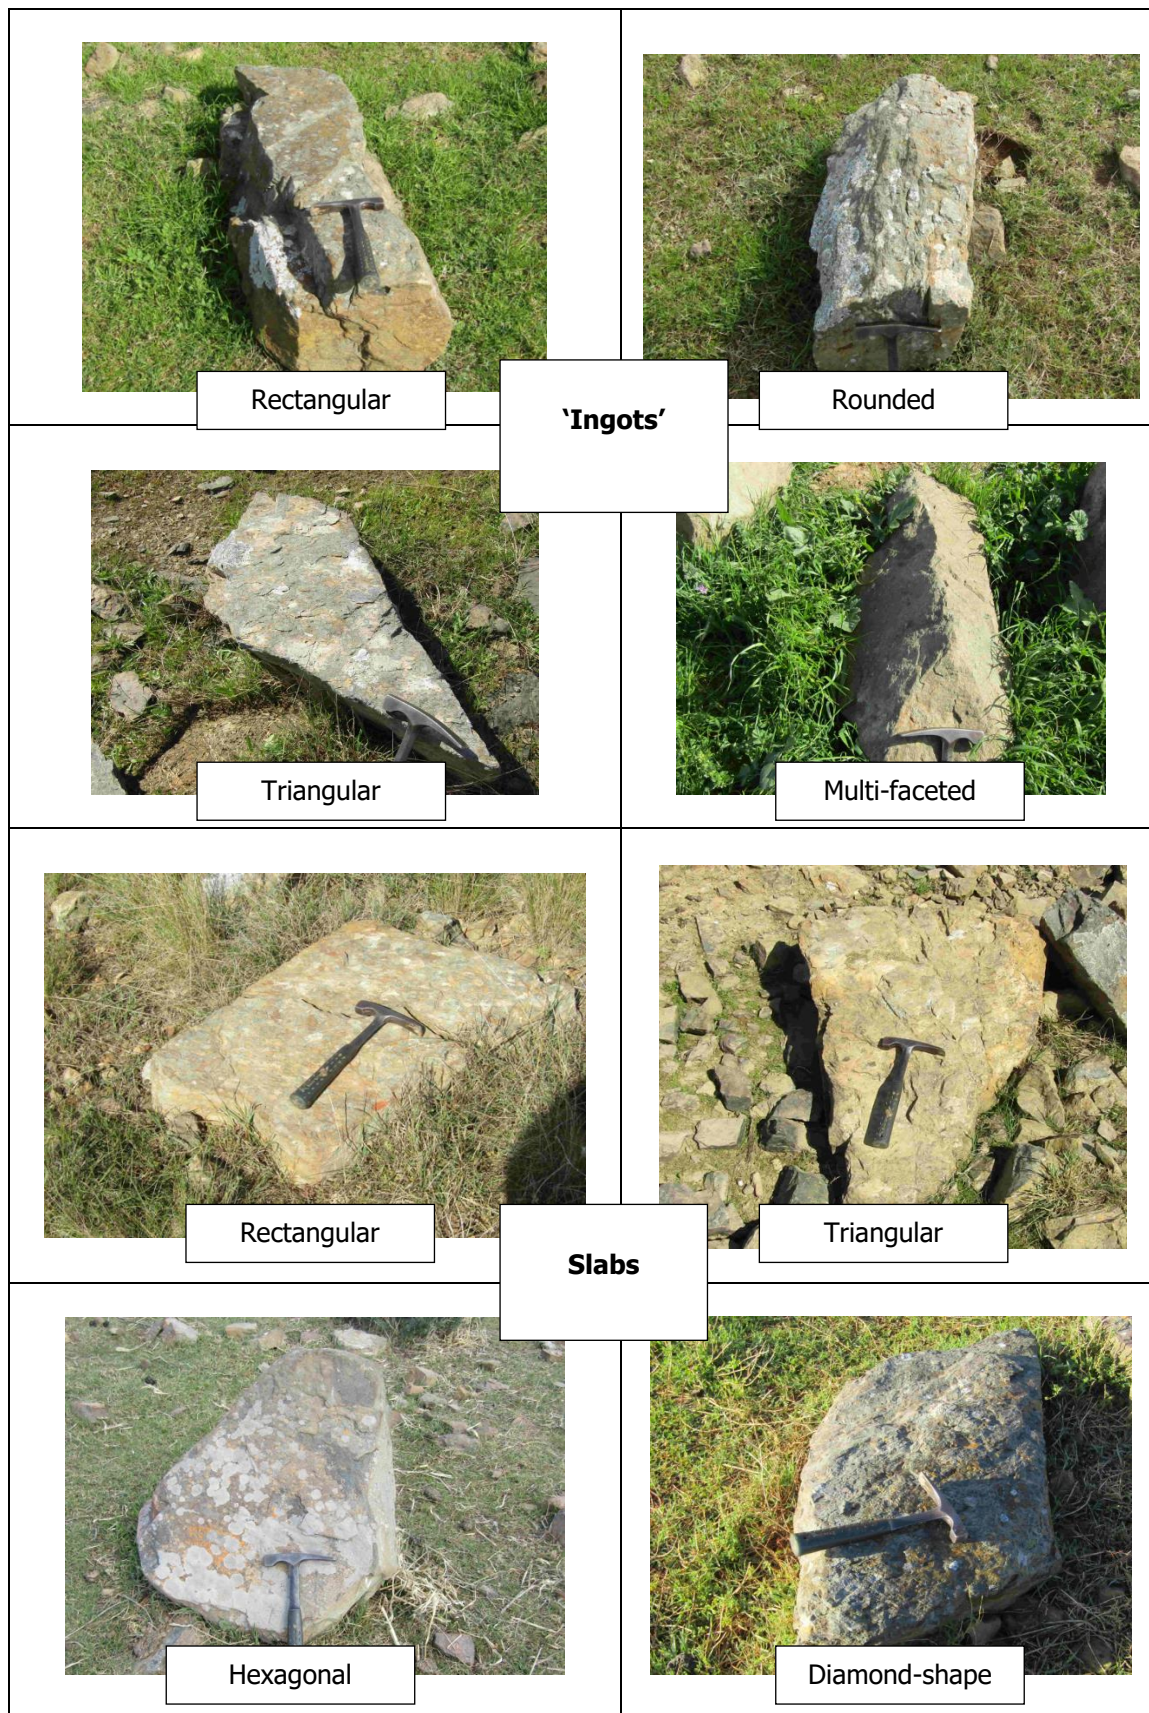 Rectangular
Rounded
‘Ingots’
Triangular
Multi-faceted
Rectangular
Triangular
Slabs
Hexagonal
Diamond-shape